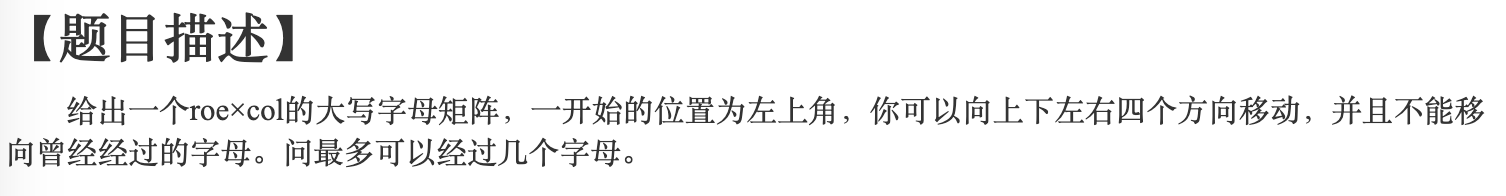 【题目描述】
给出一个roe×col的大写字母矩阵，一开始的位置为左上角，你可以向上下左右四个方向移动，并且不能移
向曾经经过的字母。问最多可以经过几个字母。